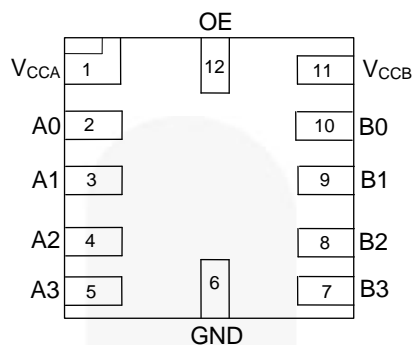 OE
VCCA 1 12 11 VCCB
A0 2 10 B0
A1 3 9 B1
A2 4 8 B2
A3 5 6 7 B3
GND